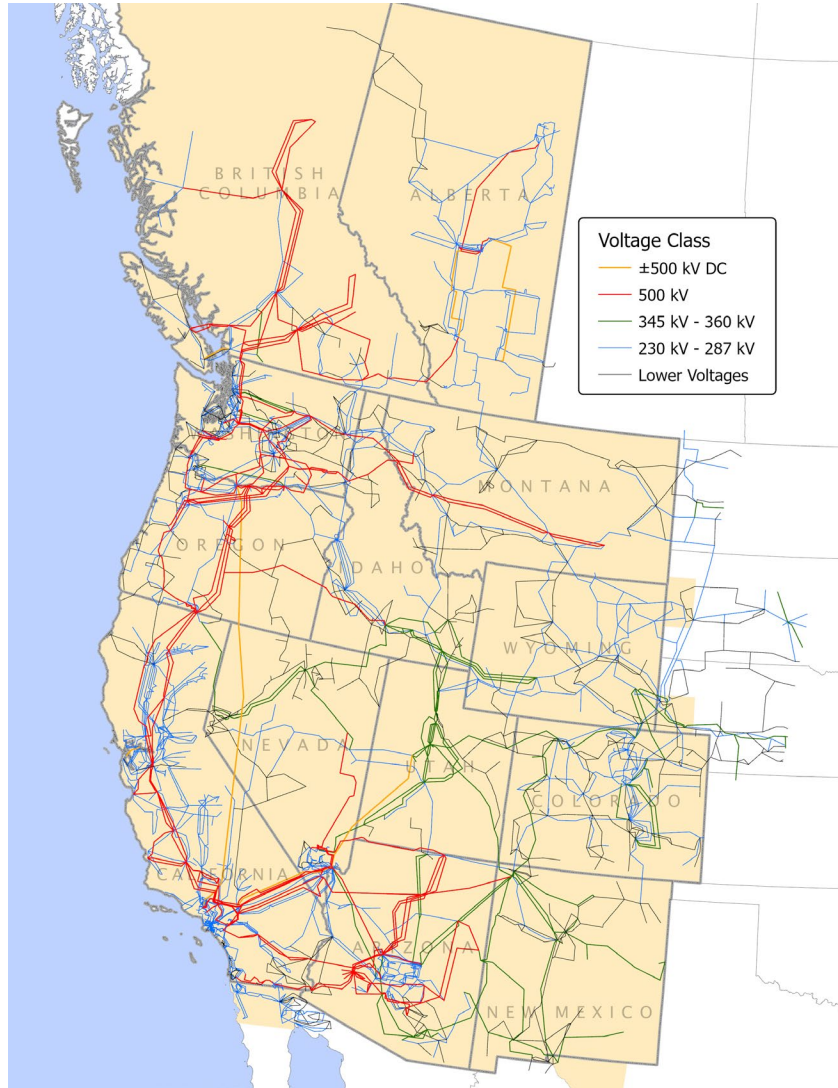 BRITISH
COLUMBIA
ALBERTA
Voltage Class
±500 kV DC
500 kV
345 kV - 360 kV
230 kV - 287 kV
Lower Voltages
WASHINGTON
MONTANA
OREGON
IDAHO
WYOMING
NEVADA
UTAH
COLORADO
CALIFORNIA
ARIZONA
NEW MEXICO